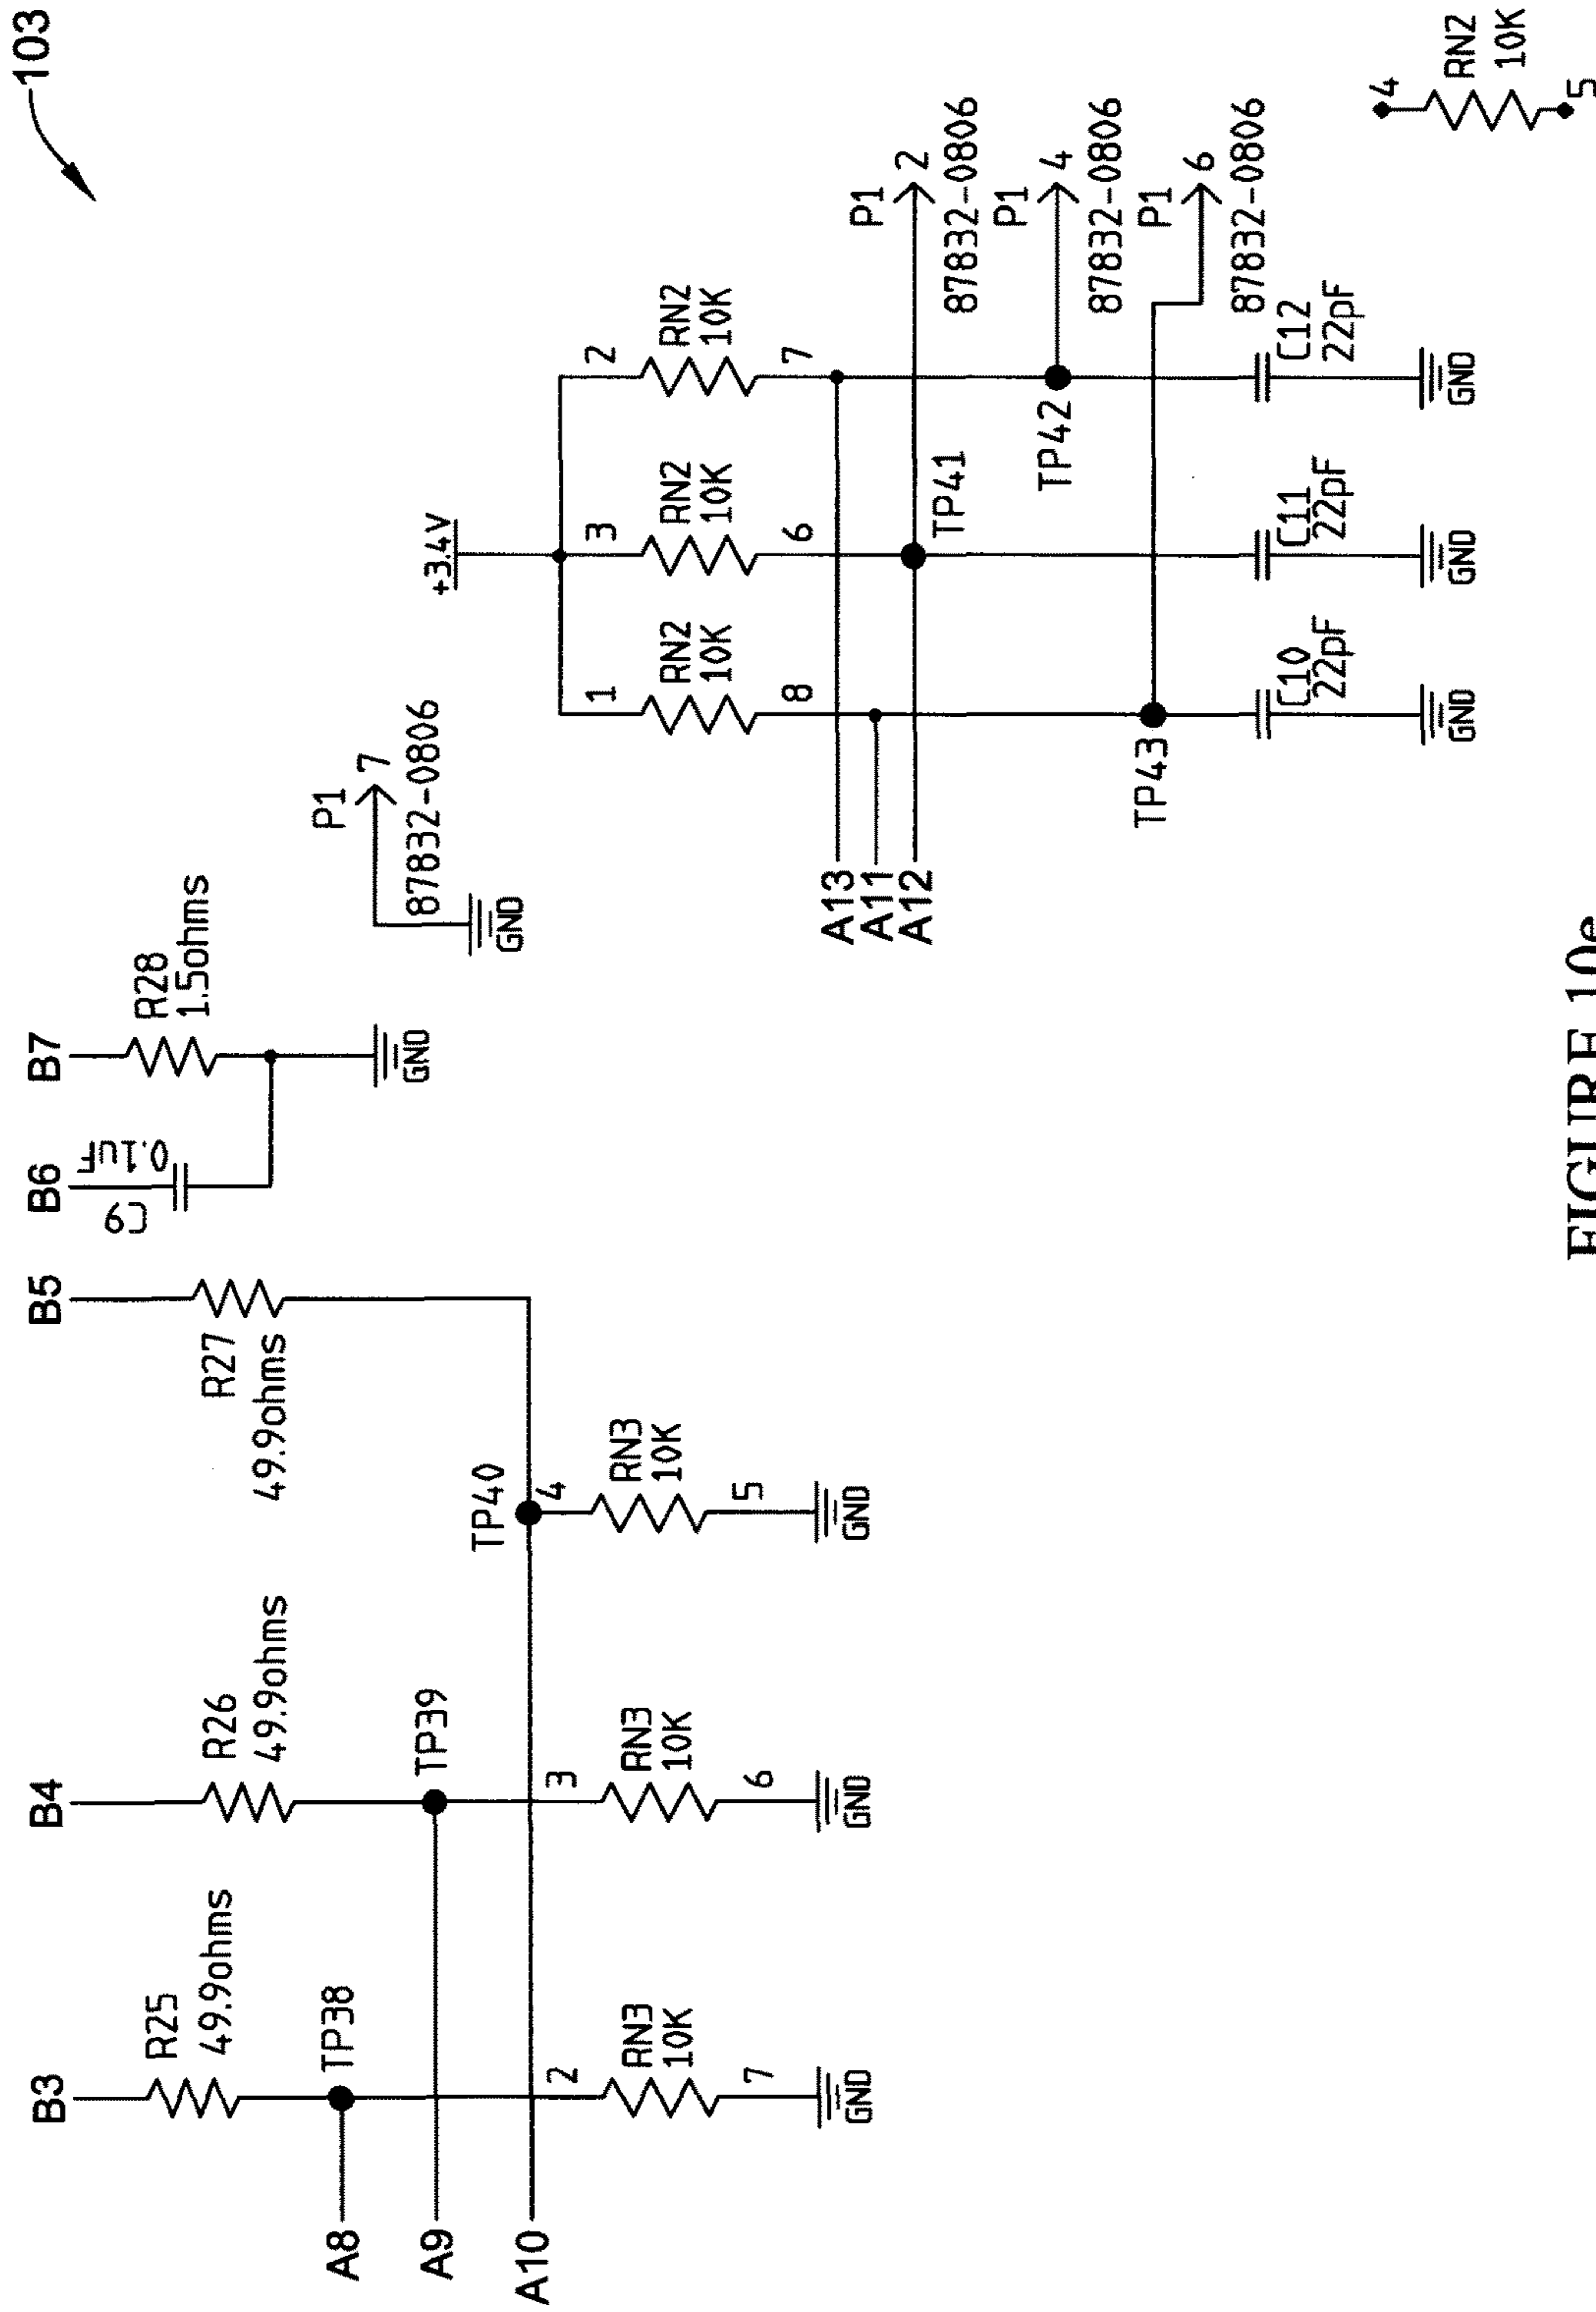 103
B3
R25
49.9ohms
TP38
A8
2
RN3
10K
7
GND
B4
R26
49.9ohms
TP39
A9
3
RN3
10K
6
GND
B5
R27
49.9ohms
TP40
A10
4
RN3
10K
5
GND
B6
C9
0.1uF
B7
R28
1.5ohms
GND
P1
7
87832-0806
GND
+3.4V
1
RN2
10K
8
3
RN2
10K
6
2
RN2
10K
7
A13
A11
A12
TP41
TP42
TP43
P1
2
87832-0806
P1
4
87832-0806
P1
6
87832-0806
C10
22pF
GND
C11
22pF
GND
C12
22pF
GND
4
RN2
10K
5
FIGURE 10e